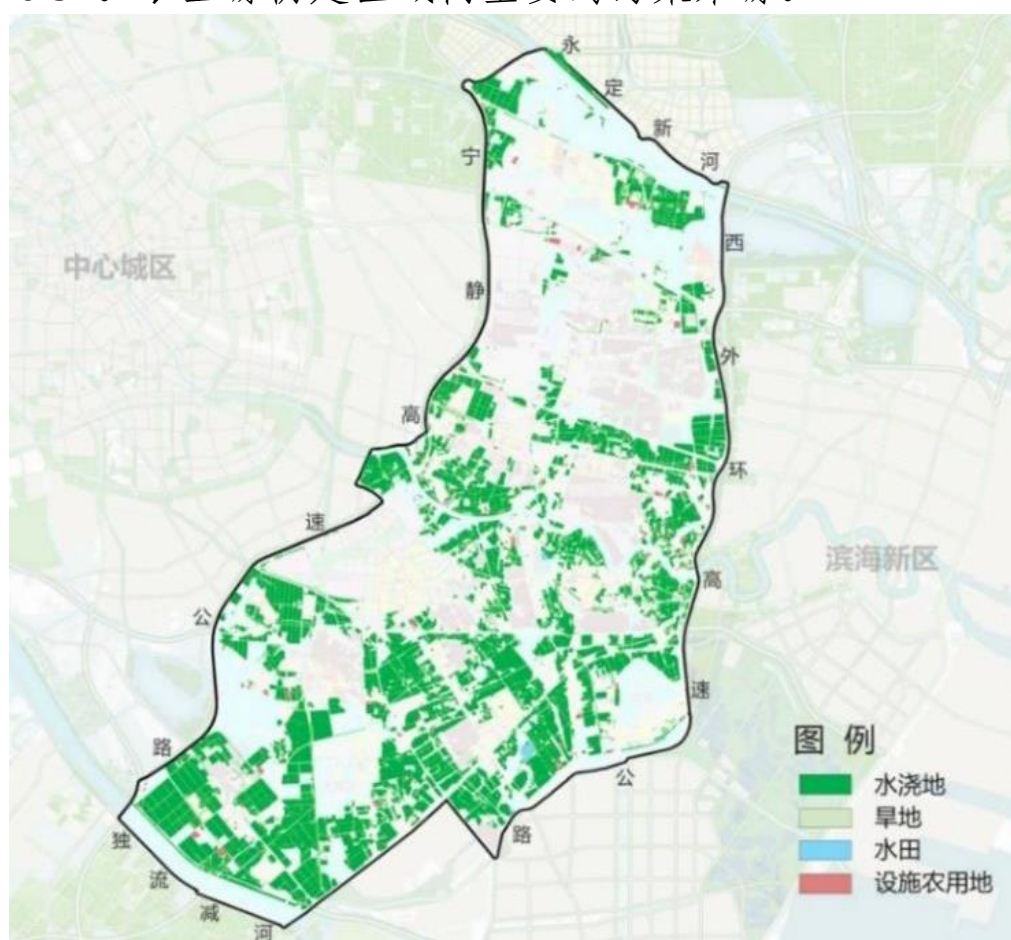 永定新河
宁静高速公路
西外环高速公路
独流减河
中心城区
滨海新区
图 例
水浇地
旱地
水田
设施农用地